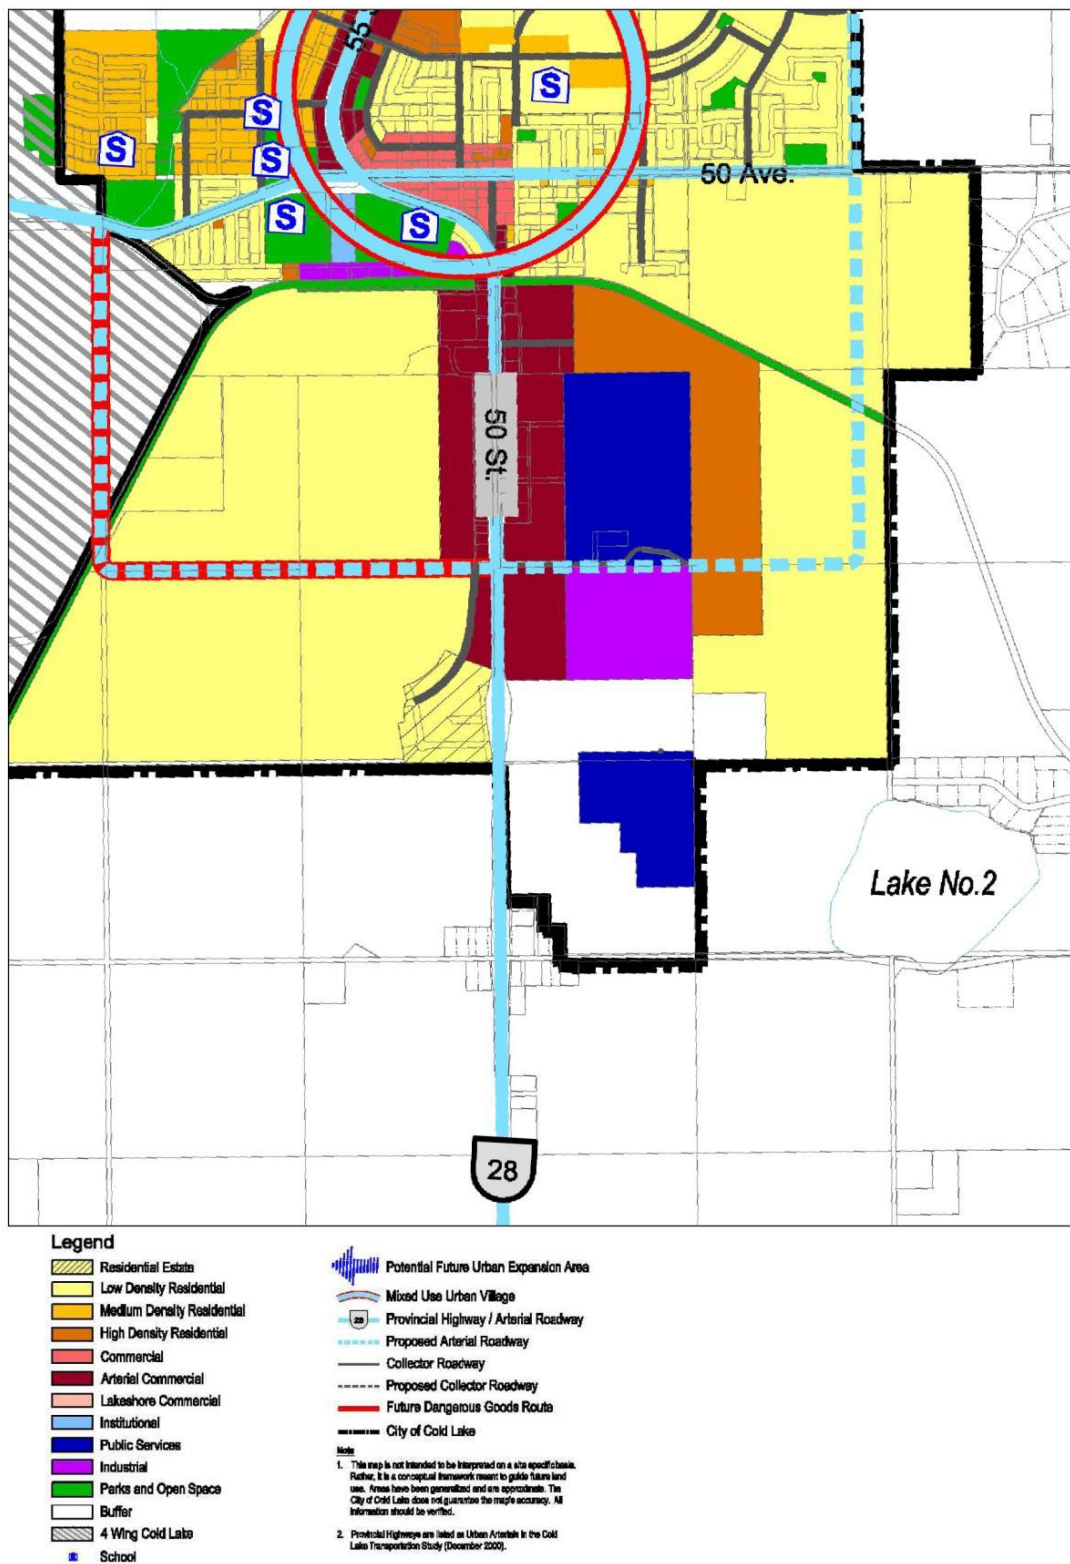 55
S
S
S
S
S
S
50 Ave.
50 St.
Lake No.2
28
Legend
Residential Estate
Low Density Residential
Medium Density Residential
High Density Residential
Commercial
Arterial Commercial
Lakeshore Commercial
Institutional
Public Services
Industrial
Parks and Open Space
Buffer
4 Wing Cold Lake
School
Potential Future Urban Expansion Area
Mixed Use Urban Village
28 Provincial Highway / Arterial Roadway
Proposed Arterial Roadway
Collector Roadway
Proposed Collector Roadway
Future Dangerous Goods Route
City of Cold Lake
Note
1. This map is not intended to be interpreted on a site specific basis.
Rather, it is a conceptual framework meant to guide future land
use. Areas have been generalized and are approximate. The
City of Cold Lake does not guarantee the map's accuracy. All
information should be verified.
2. Provincial Highways are listed as Urban Arterials in the Cold
Lake Transportation Study (December 2000).